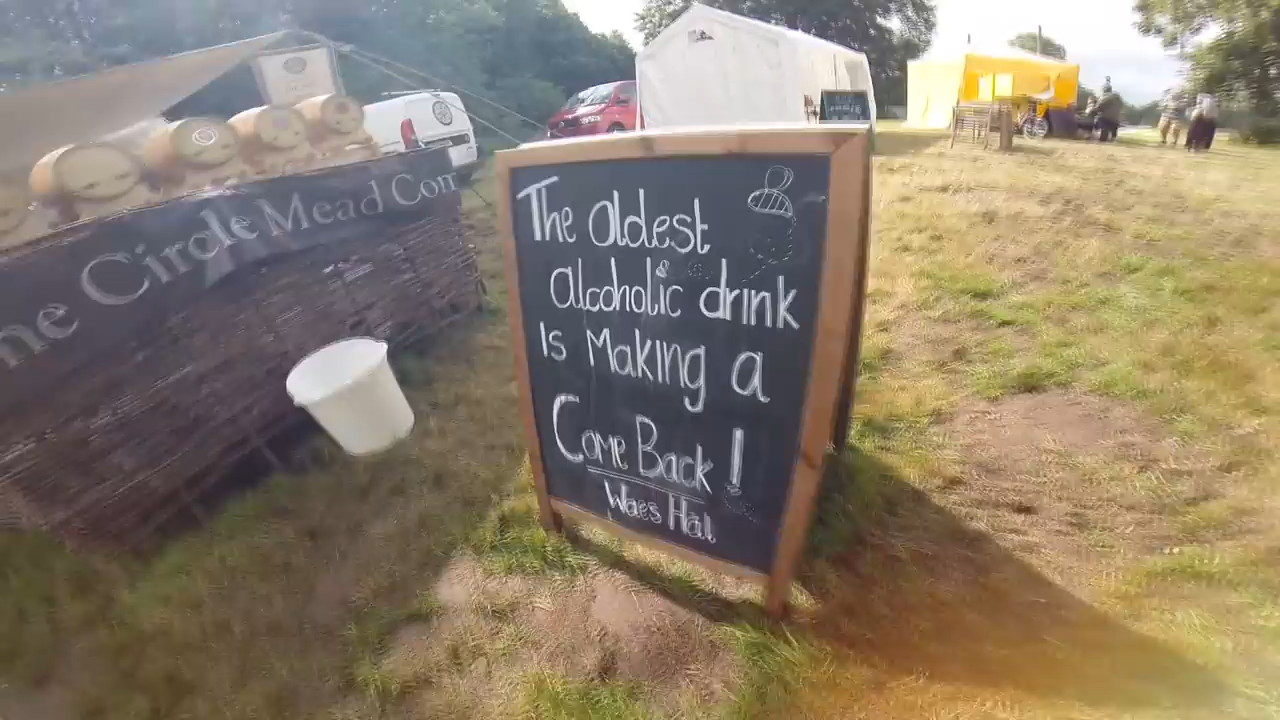 ne Circle Mead Com
The oldest
alcoholic drink
Is Making a
Come Back!
Waes Hal